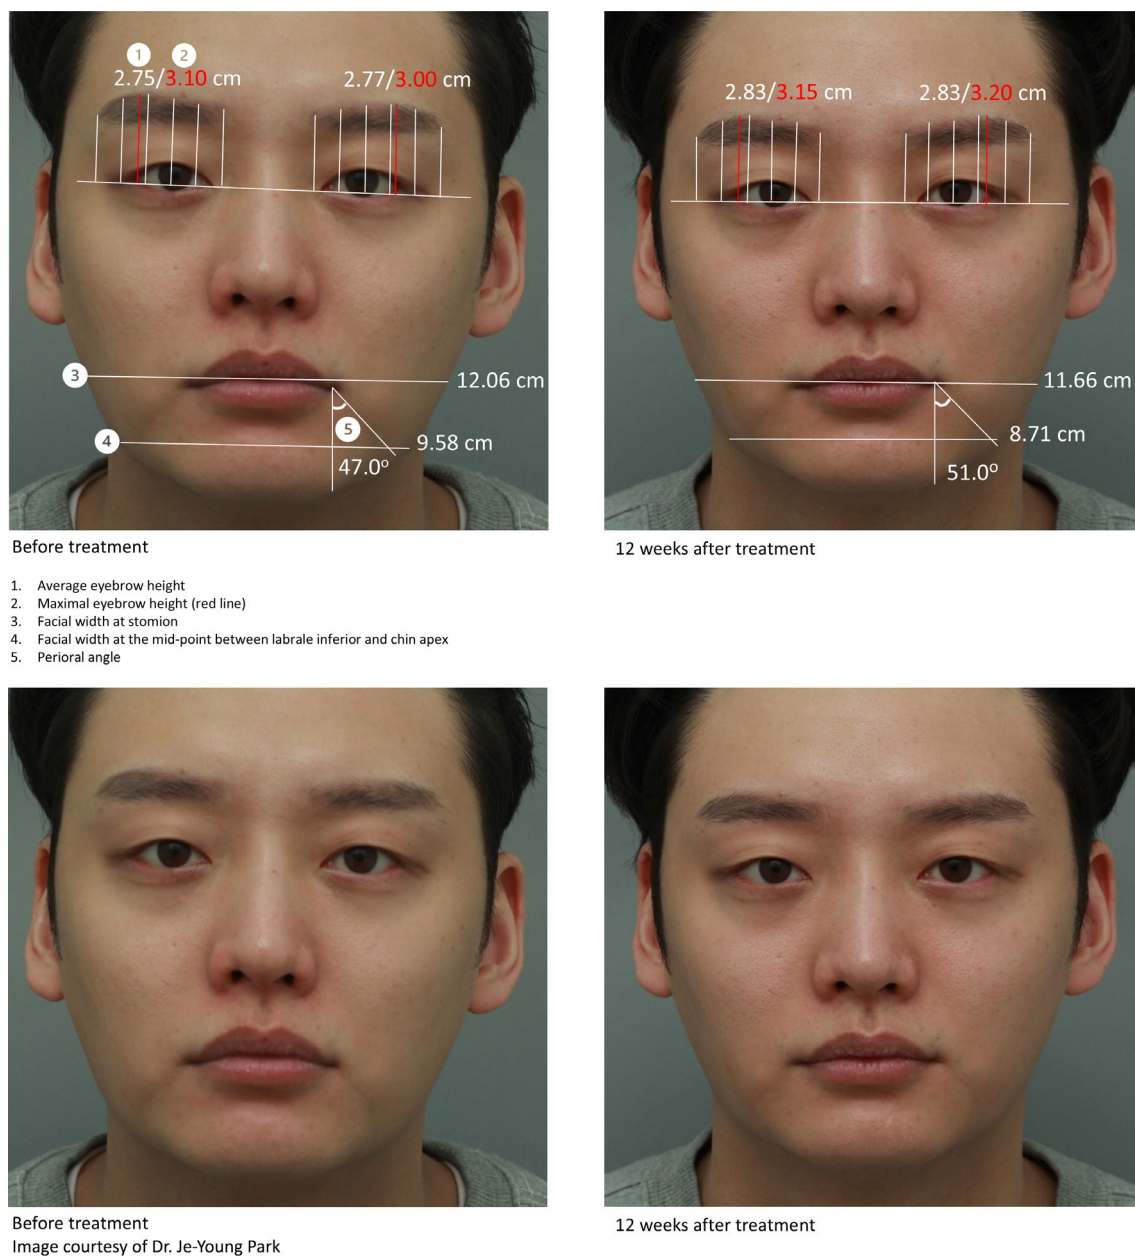 1 2
2.75/3.10 cm 2.77/3.00 cm
2.83/3.15 cm 2.83/3.20 cm
3 12.06 cm
4 5 9.58 cm
47.0º
11.66 cm
8.71 cm
51.0º
Before treatment
12 weeks after treatment
1. Average eyebrow height
2. Maximal eyebrow height (red line)
3. Facial width at stomion
4. Facial width at the mid-point between labrale inferior and chin apex
5. Perioral angle
Before treatment
Image courtesy of Dr. Je-Young Park
12 weeks after treatment